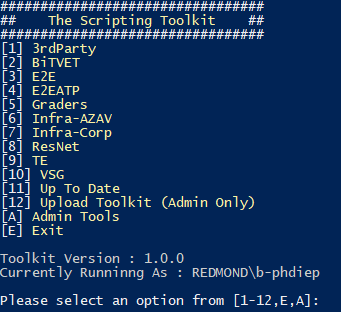 #################################
##    The Scripting Toolkit    ##
#################################
[1] 3rdParty
[2] BiTVET
[3] E2E
[4] E2EATP
[5] Graders
[6] Infra-AZAV
[7] Infra-Corp
[8] ResNet
[9] TE
[10] VSG
[11] Up To Date
[12] Upload Toolkit (Admin Only)
[A] Admin Tools
[E] Exit
Toolkit Version : 1.0.0
Currently Runninng As : REDMOND\b-phdiep
Please select an option from [1-12,E,A]: